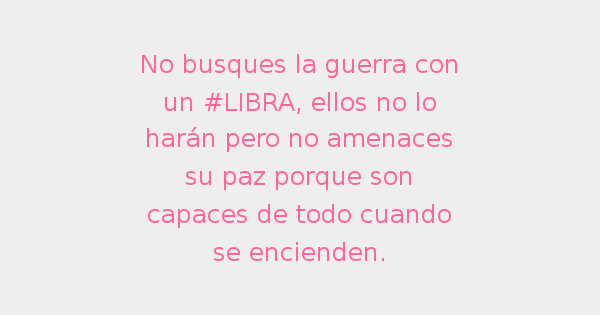 No busques la guerra con
un #LIBRA, ellos no lo
harán pero no amenaces
su paz porque son
capaces de todo cuando
se encienden.